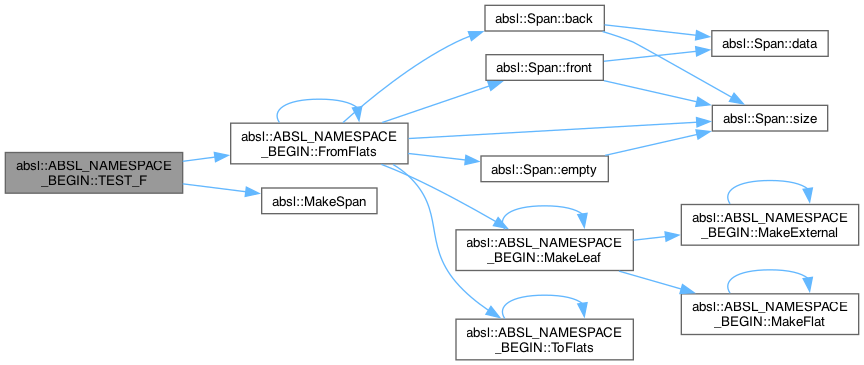 absl::Span::back
absl::Span::data
absl::Span::front
absl::Span::size
absl::ABSL_NAMESPACE
_BEGIN::FromFlats
absl::ABSL_NAMESPACE
_BEGIN::TEST_F
absl::Span::empty
absl::MakeSpan
absl::ABSL_NAMESPACE
_BEGIN::MakeExternal
absl::ABSL_NAMESPACE
_BEGIN::MakeLeaf
absl::ABSL_NAMESPACE
_BEGIN::MakeFlat
absl::ABSL_NAMESPACE
_BEGIN::ToFlats